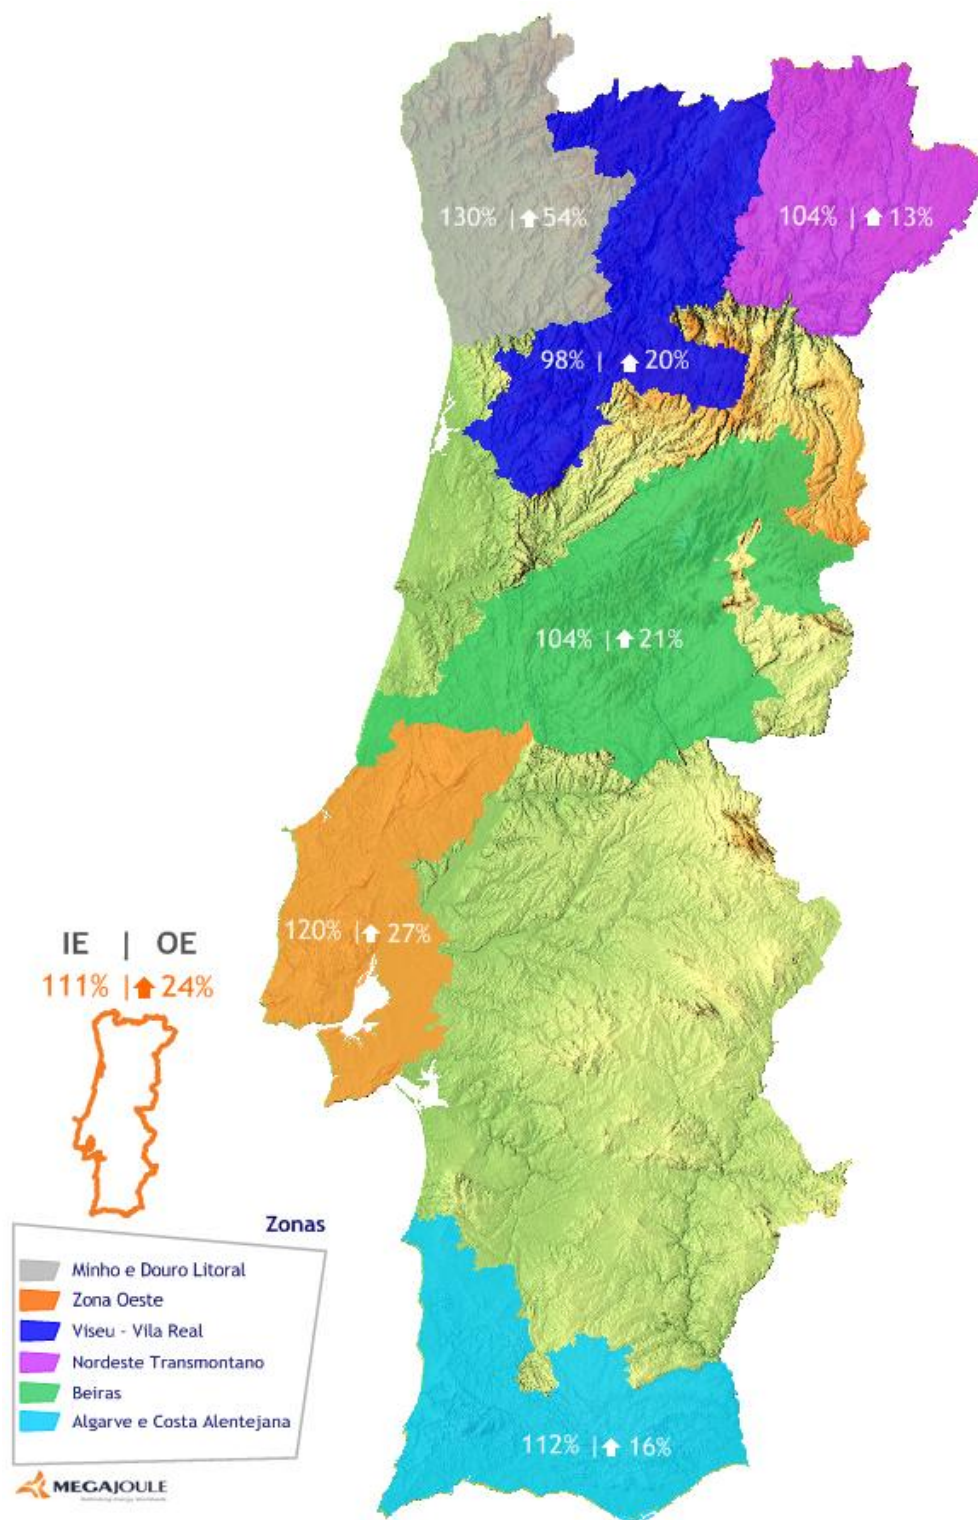 130% | ⬆ 54%
104% | ⬆ 13%
98% | ⬆ 20%
104% | ⬆ 21%
120% | ⬆ 27%
IE | OE
111% | ⬆ 24%
Zonas
Minho e Douro Litoral
Zona Oeste
Viseu - Vila Real
Nordeste Transmontano
Beiras
Algarve e Costa Alentejana
112% | ⬆ 16%
MEGAJOULE